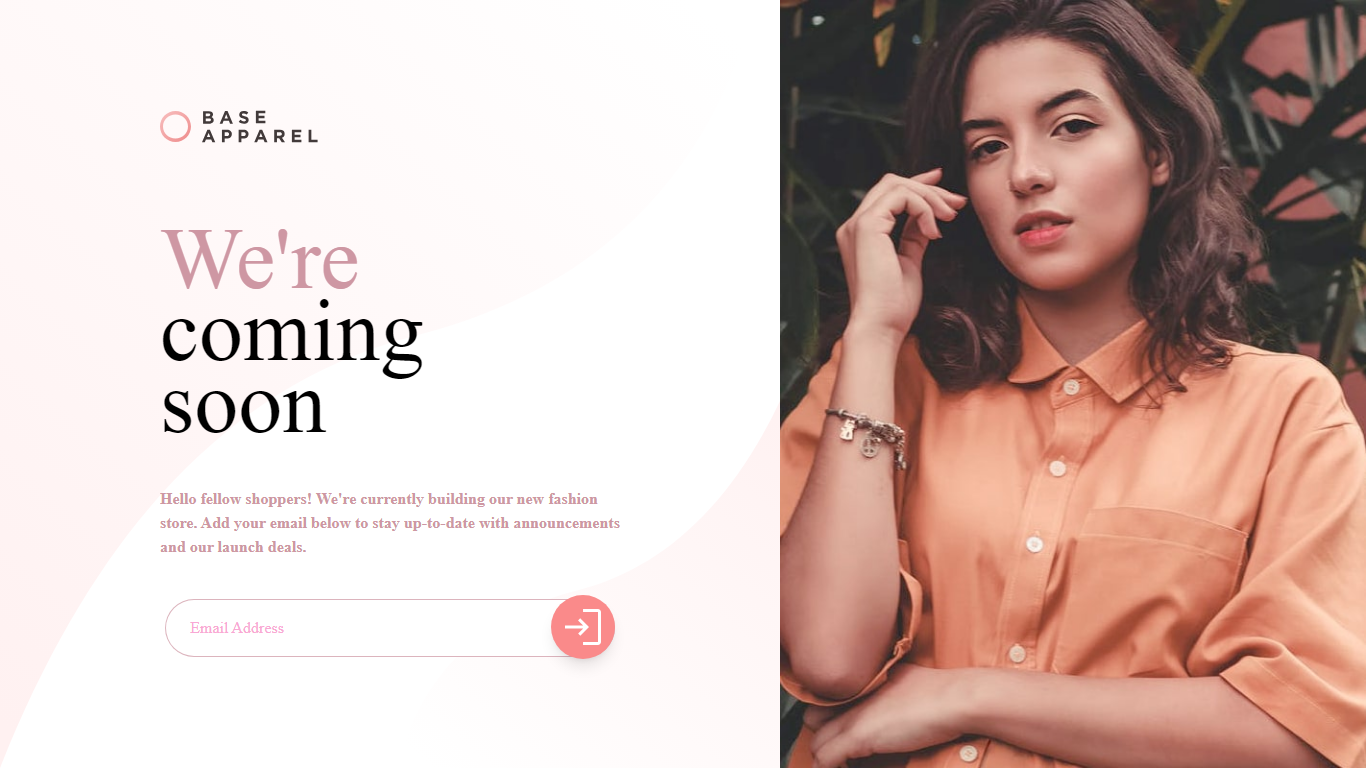 BASE
APPAREL
We're
coming
soon
Hello fellow shoppers! We're currently building our new fashion
store. Add your email below to stay up-to-date with announcements
and our launch deals.
Email Address